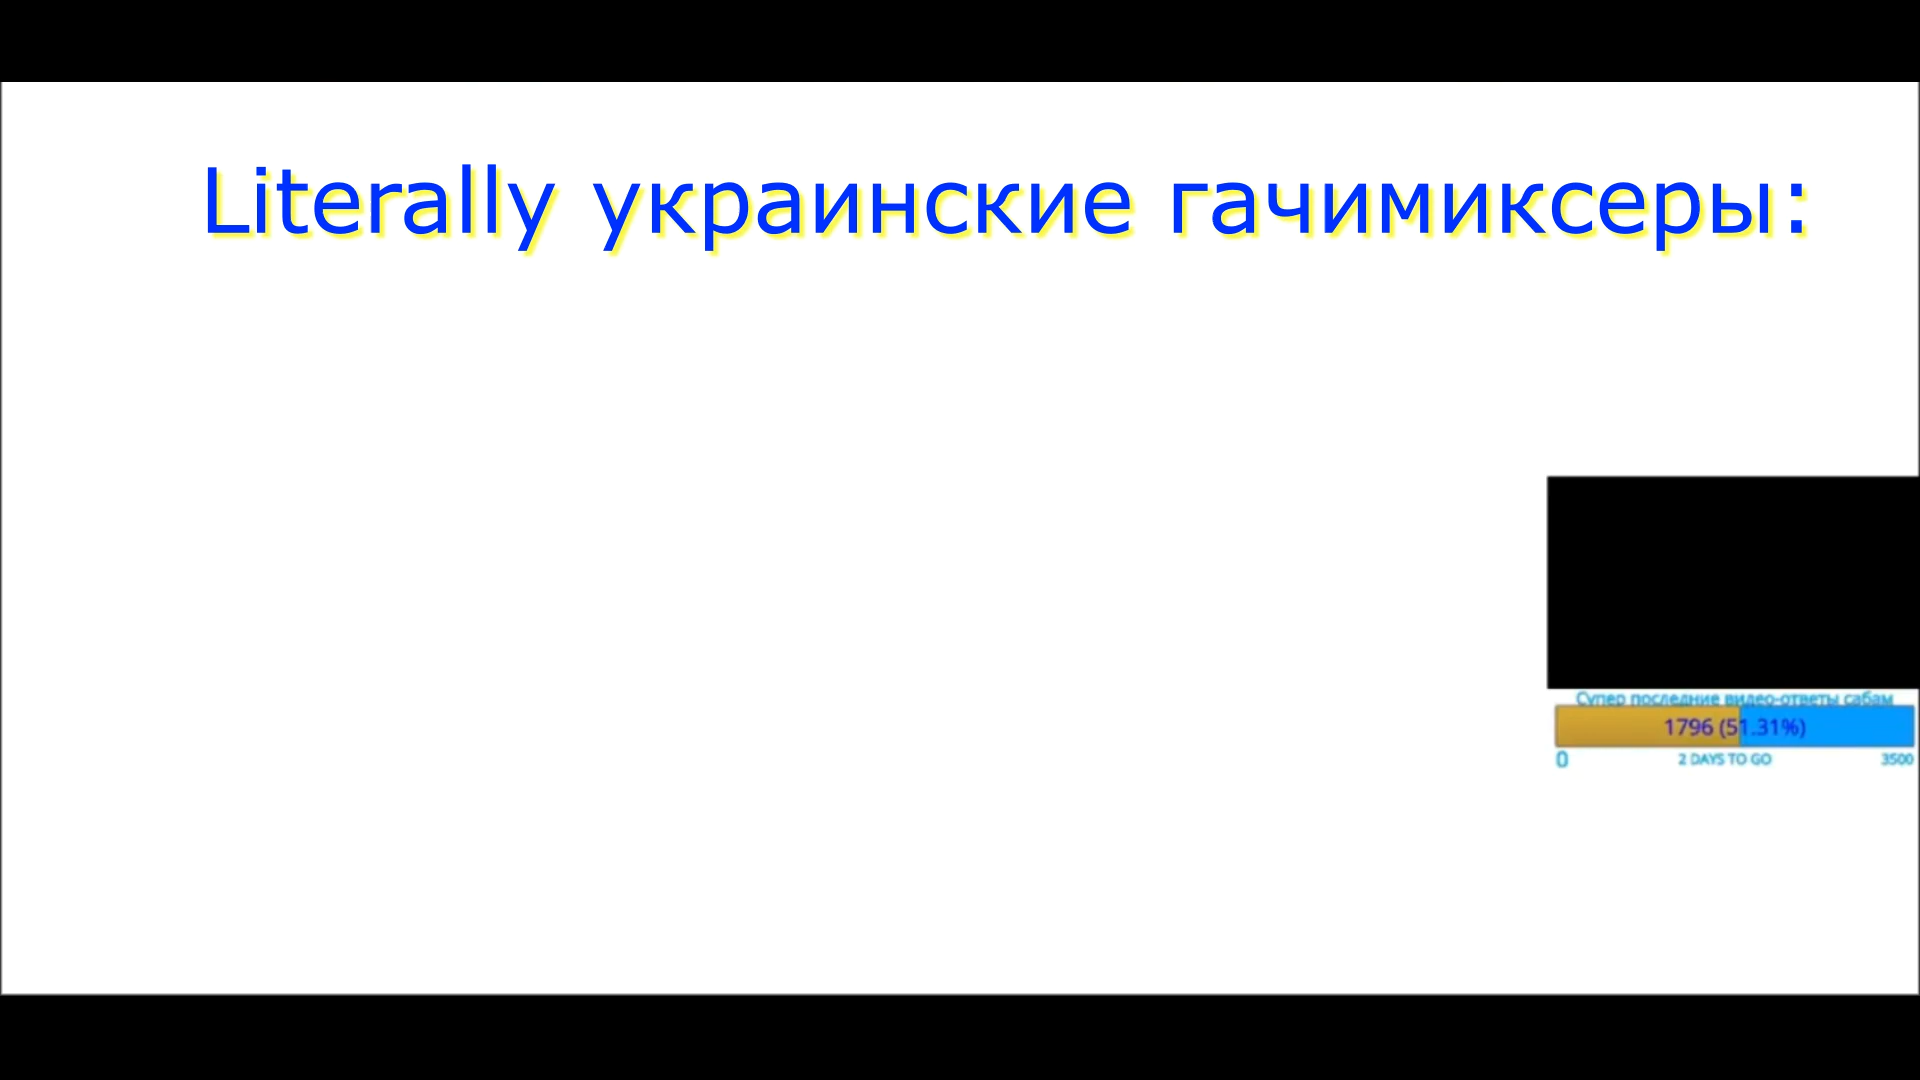 Literally украинские гачимиксеры:
Супер последние видео-ответы сабам
1796 (51.31%)
0 2 DAYS TO GO 3500